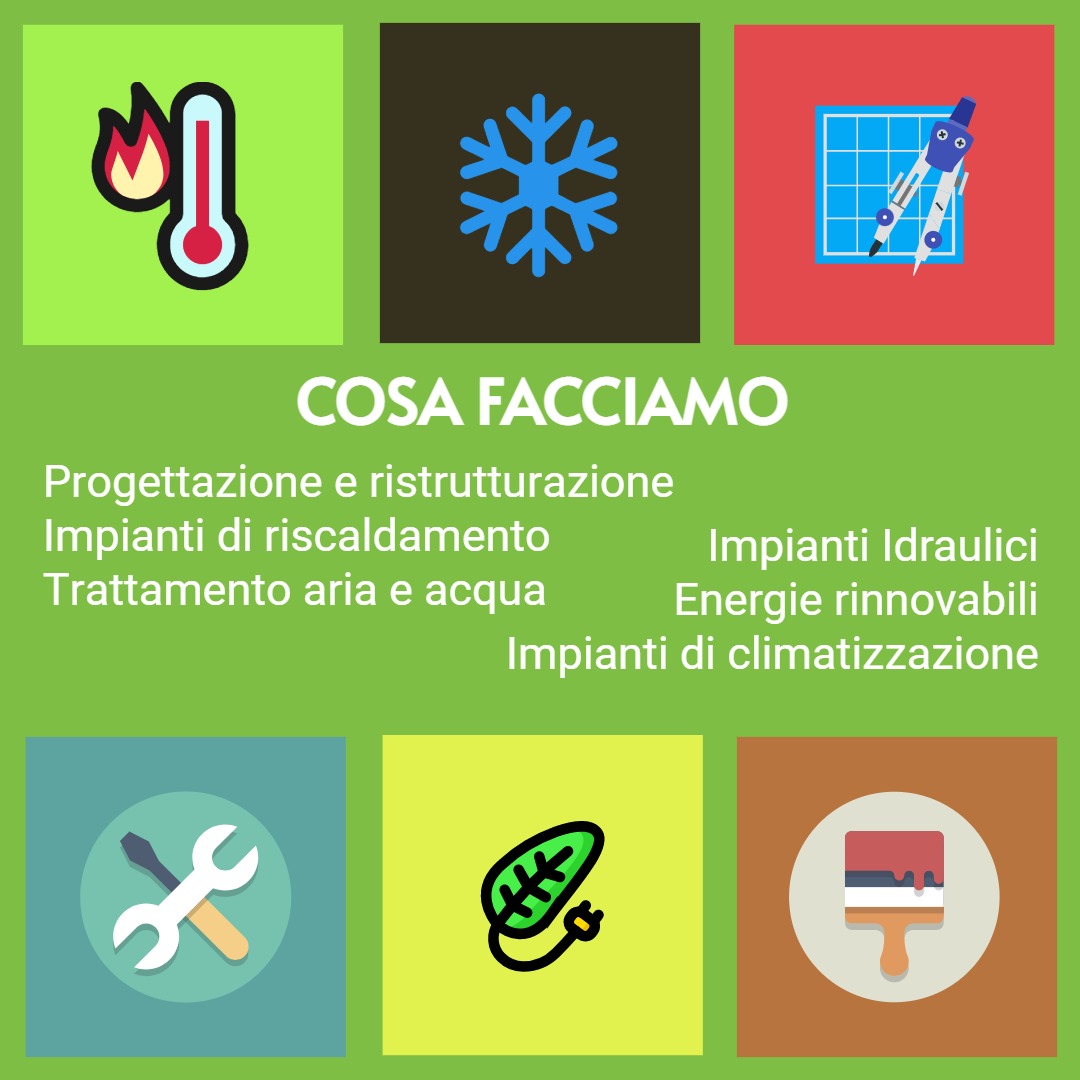 COSA FACCIAMO
Progettazione e ristrutturazione
Impianti di riscaldamento
Trattamento aria e acqua
Impianti Idraulici
Energie rinnovabili
Impianti di climatizzazione